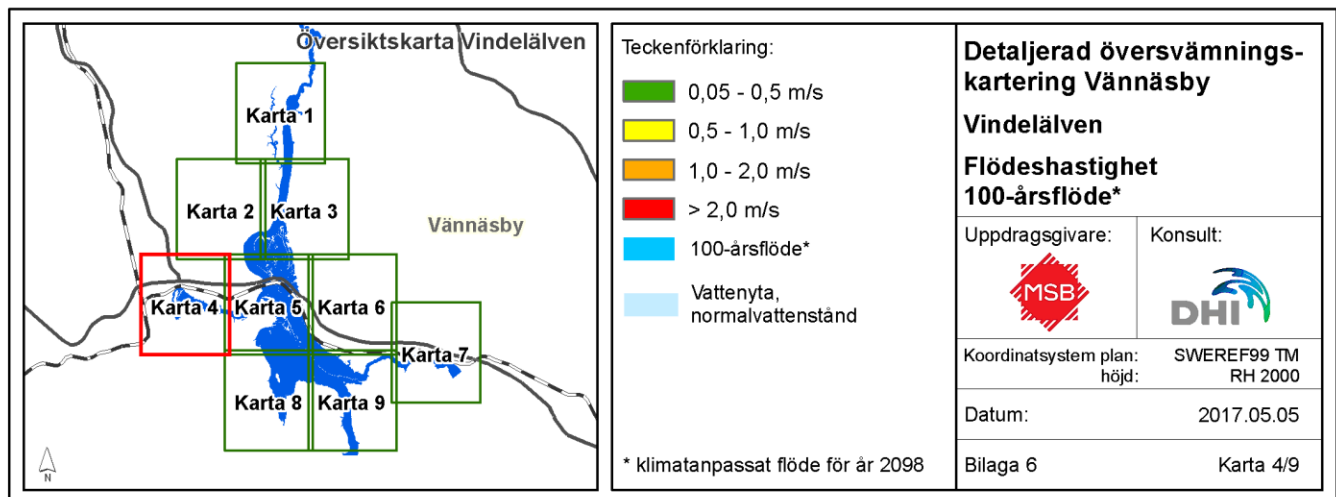 Översiktskarta Vindelälven
Karta 1
Karta 2
Karta 3
Vännäsby
Karta 4
Karta 5
Karta 6
Karta 7
Karta 8
Karta 9
N
Teckenförklaring:
0,05 - 0,5 m/s
0,5 - 1,0 m/s
1,0 - 2,0 m/s
> 2,0 m/s
100-årsflöde*
Vattenyta,
normalvattenstånd
* klimatanpassat flöde för år 2098
Detaljerad översvämnings-
kartering Vännäsby
Vindelälven
Flödeshastighet
100-årsflöde*
Uppdragsgivare:
MSB
Konsult:
DHI
Koordinatsystem plan: SWEREF99 TM
höjd: RH 2000
Datum: 2017.05.05
Bilaga 6 Karta 4/9